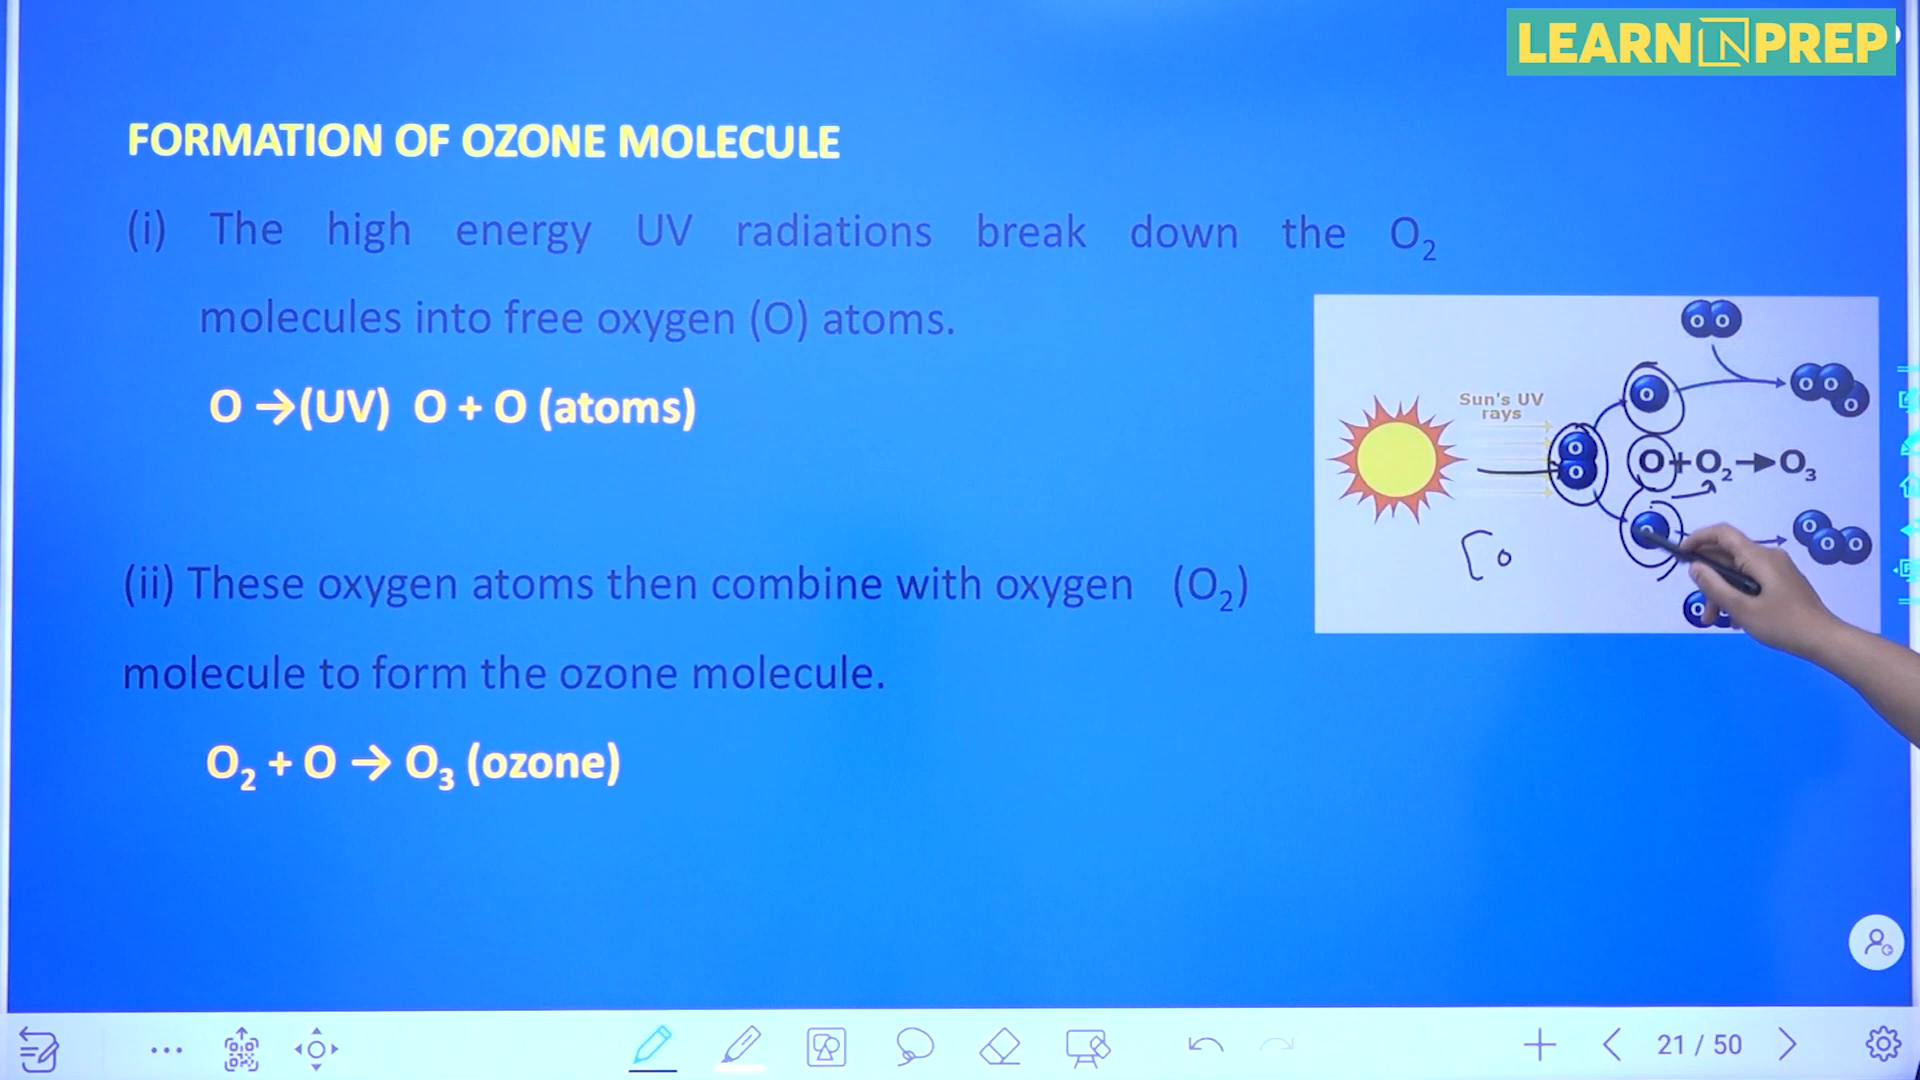 LEARN LN PREP
FORMATION OF OZONE MOLECULE
(i) The high energy UV radiations break down the O₂
molecules into free oxygen (O) atoms.
O →(UV) O + O (atoms)
Sun's UV
rays
O O
O
O O O
O
O
O+O₂→O₃
O
O O O
[o
O
(ii) These oxygen atoms then combine with oxygen (O₂)
molecule to form the ozone molecule.
O₂ + O → O₃ (ozone)
21 / 50